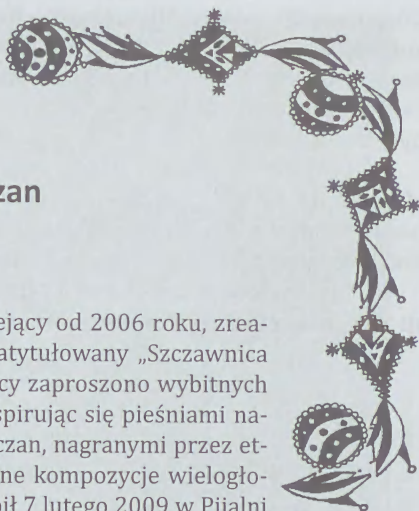 zan
ejący od 2006 roku, zrea-
atytułowany „Szczawnica
cy zaproszono wybitnych
spirując się pieśniami na-
czan, nagranymi przez et-
ne kompozycje wielogło-
ił 7 lutego 2009 w Pijalni